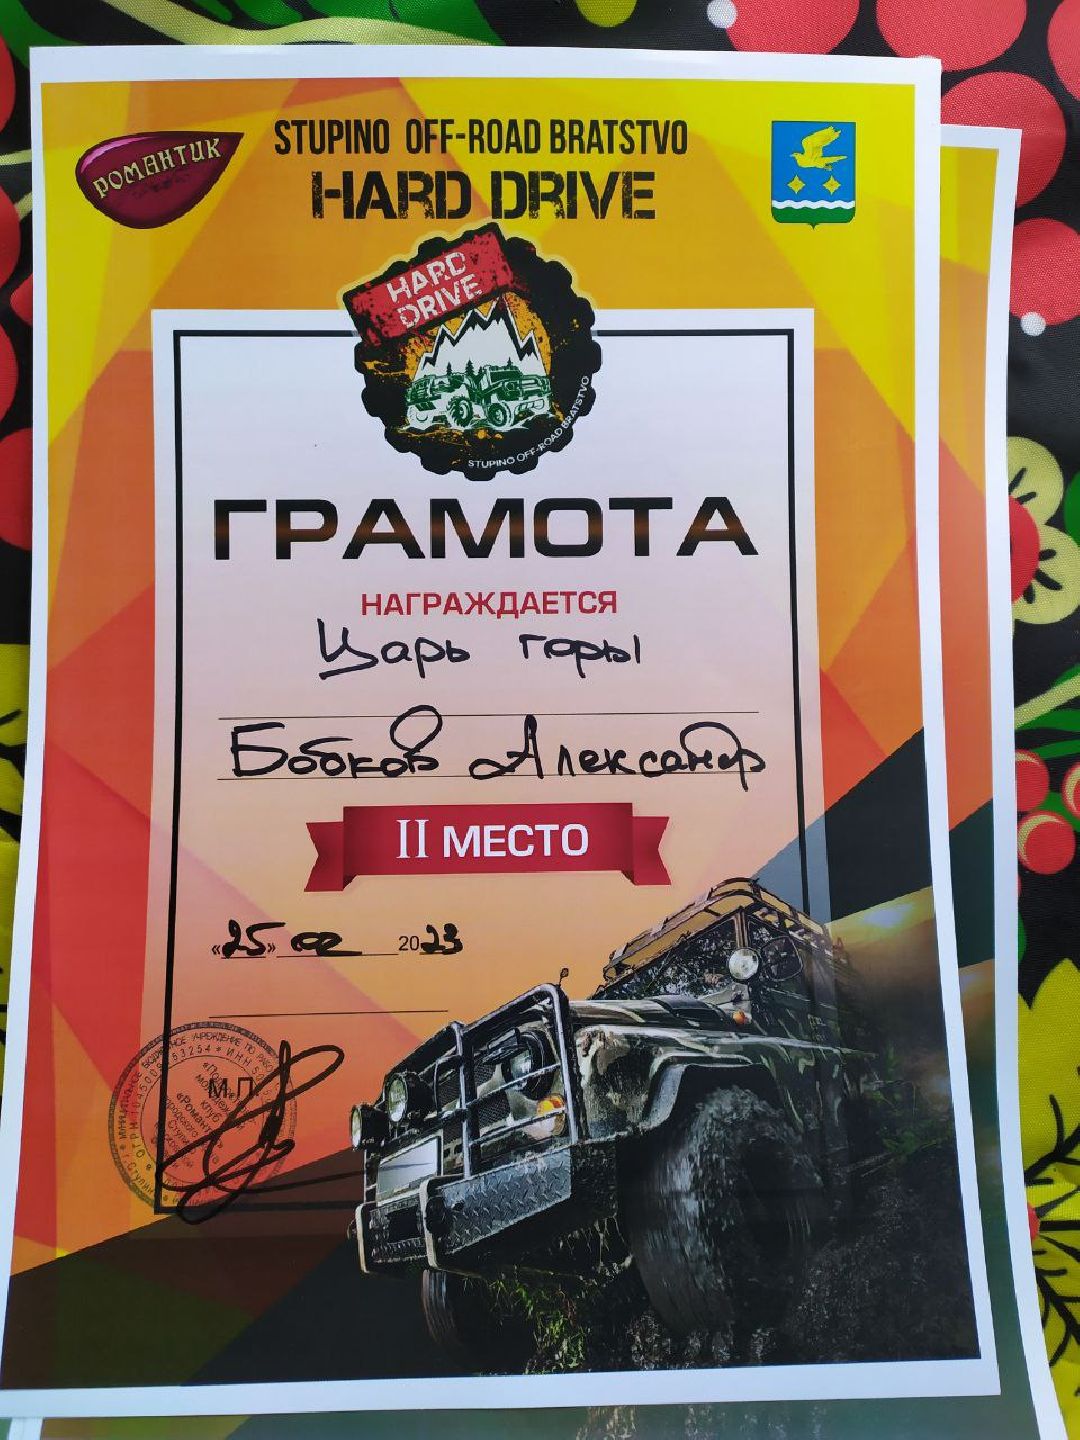 РОМАНТИК
STUPINO OFF-ROAD BRATSTVO
HARD DRIVE
HARD
DRIVE
STUPINO OFF-ROAD BRATSTVO
ГРАМОТА
НАГРАЖДАЕТСЯ
Царь горы
Бобков Александр
II МЕСТО
«25» 02 2023
М.П.